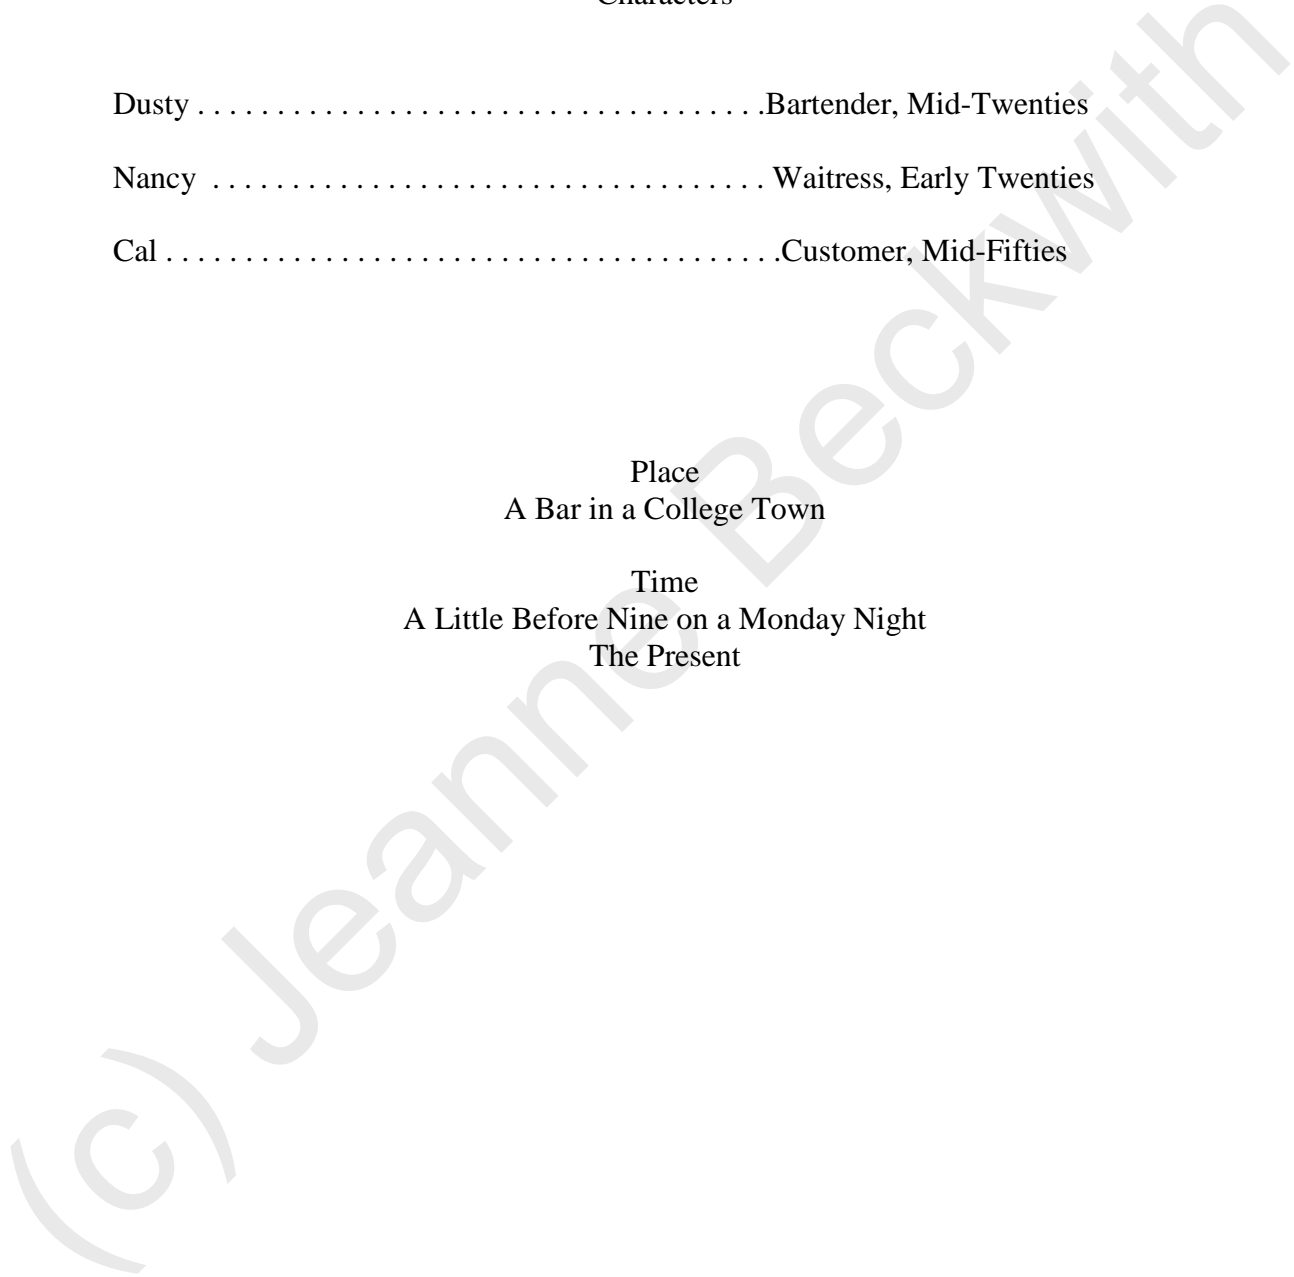 Characters
Dusty . . . . . . . . . . . . . . . . . . . . . . . . . . . . . . . . . . . .Bartender, Mid-Twenties
Nancy . . . . . . . . . . . . . . . . . . . . . . . . . . . . . . . . . . . Waitress, Early Twenties
Cal . . . . . . . . . . . . . . . . . . . . . . . . . . . . . . . . . . . . . . .Customer, Mid-Fifties
Place
A Bar in a College Town
Time
A Little Before Nine on a Monday Night
The Present
(c) Jeanne Beckwith